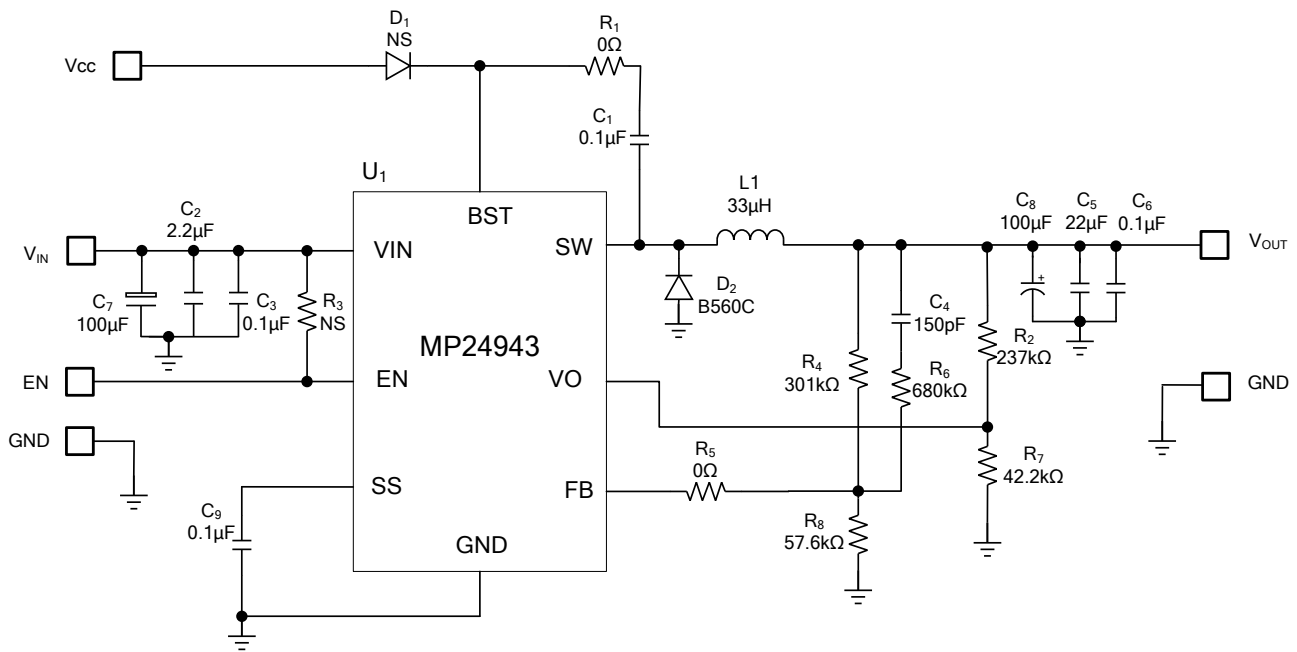 D1
NS
R1
0Ω
Vcc
C1
0.1µF
U1
L1
33µH
C8
100µF
C5
22µF
C6
0.1µF
C2
2.2µF
BST
VIN
VIN
SW
VOUT
D2
B560C
C7
100µF
C3
0.1µF
R3
NS
C4
150pF
R2
237kΩ
MP24943
R4
301kΩ
R6
680kΩ
EN
EN
VO
GND
GND
R5
0Ω
R7
42.2kΩ
SS
FB
C9
0.1µF
R8
57.6kΩ
GND
+